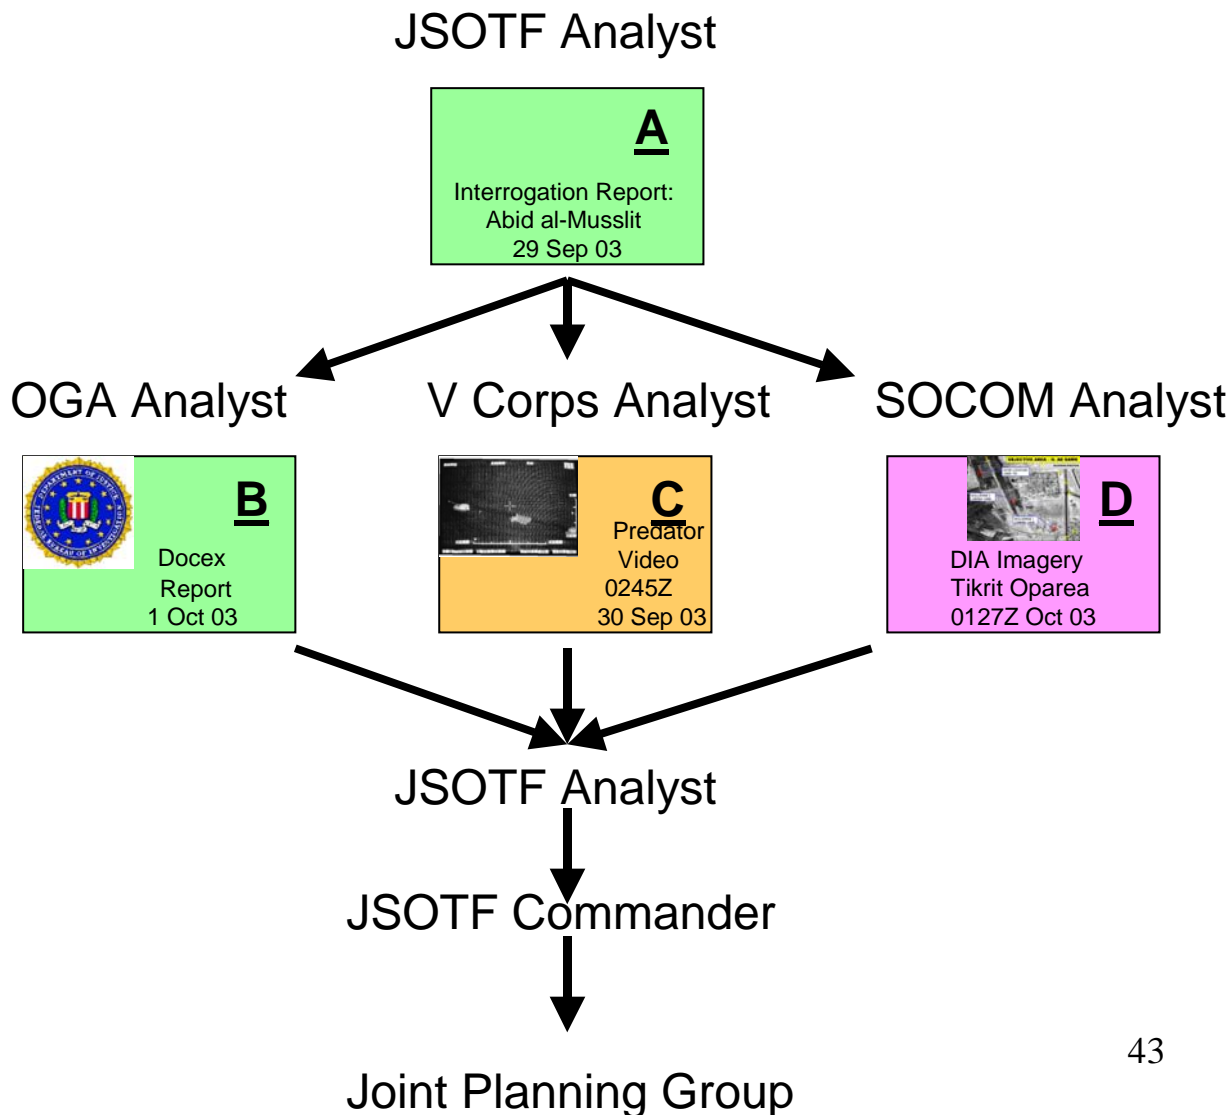 JSOTF Analyst
A
Interrogation Report:
Abid al-Musslit
29 Sep 03
OGA Analyst
V Corps Analyst
SOCOM Analyst
B
Docex
Report
1 Oct 03
C
Predator
Video
0245Z
30 Sep 03
D
DIA Imagery
Tikrit Oparea
0127Z Oct 03
JSOTF Analyst
JSOTF Commander
43
Joint Planning Group